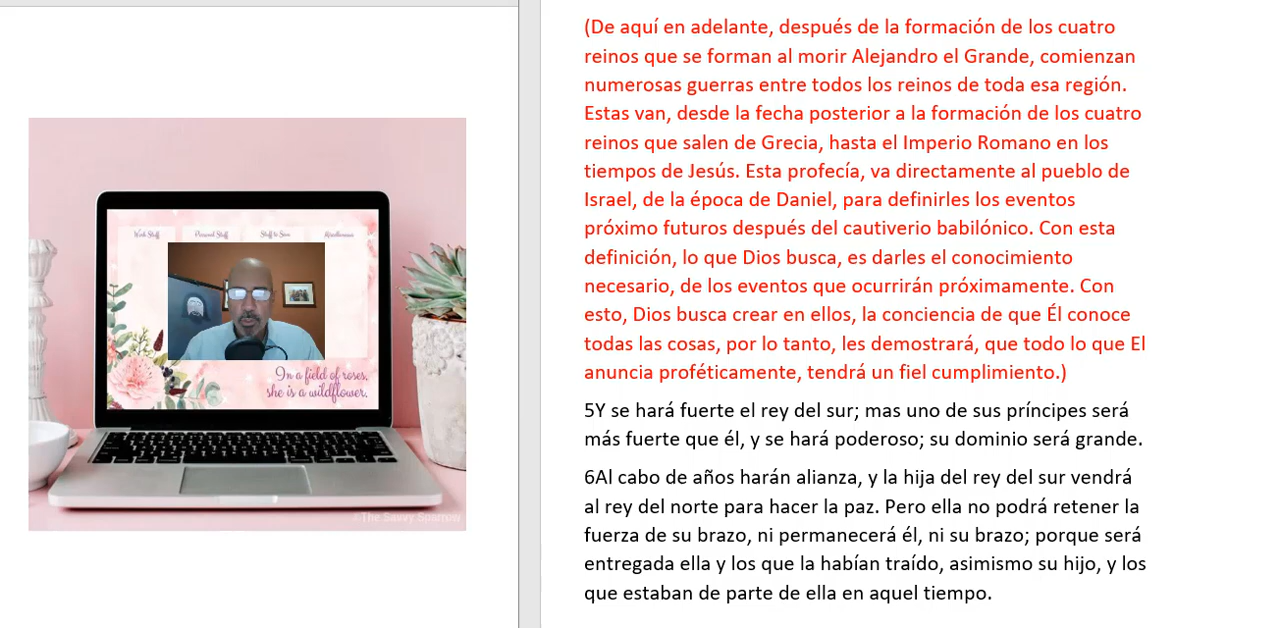 Work Stuff
Personal Stuff
Stuff to Save
Miscellaneous
In a field of roses,
she is a wildflower.
©The Savvy Sparrow
(De aquí en adelante, después de la formación de los cuatro
reinos que se forman al morir Alejandro el Grande, comienzan
numerosas guerras entre todos los reinos de toda esa región.
Estas van, desde la fecha posterior a la formación de los cuatro
reinos que salen de Grecia, hasta el Imperio Romano en los
tiempos de Jesús. Esta profecía, va directamente al pueblo de
Israel, de la época de Daniel, para definirles los eventos
próximo futuros después del cautiverio babilónico. Con esta
definición, lo que Dios busca, es darles el conocimiento
necesario, de los eventos que ocurrirán próximamente. Con
esto, Dios busca crear en ellos, la conciencia de que Él conoce
todas las cosas, por lo tanto, les demostrará, que todo lo que El
anuncia proféticamente, tendrá un fiel cumplimiento.)
5Y se hará fuerte el rey del sur; mas uno de sus príncipes será
más fuerte que él, y se hará poderoso; su dominio será grande.
6Al cabo de años harán alianza, y la hija del rey del sur vendrá
al rey del norte para hacer la paz. Pero ella no podrá retener la
fuerza de su brazo, ni permanecerá él, ni su brazo; porque será
entregada ella y los que la habían traído, asimismo su hijo, y los
que estaban de parte de ella en aquel tiempo.